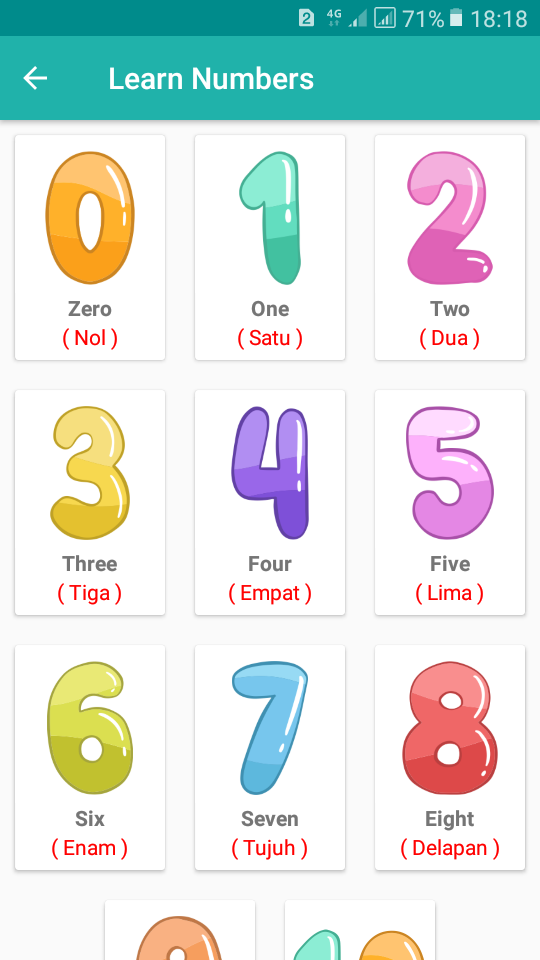 2 4G 71% 18:18
Learn Numbers
0 1 2
Zero One Two
( Nol ) ( Satu ) ( Dua )
3 4 5
Three Four Five
( Tiga ) ( Empat ) ( Lima )
6 7 8
Six Seven Eight
( Enam ) ( Tujuh ) ( Delapan )